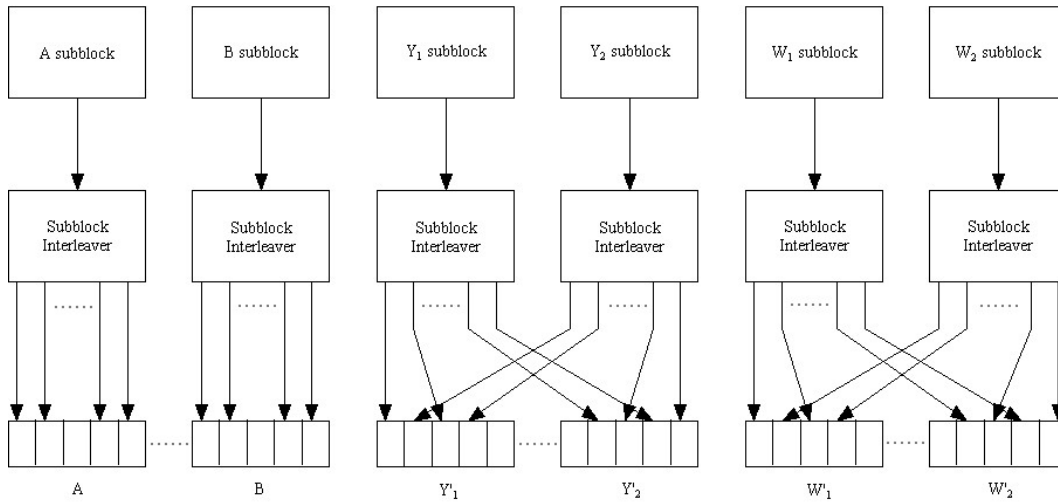 A subblock
B subblock
Y₁ subblock
Y₂ subblock
W₁ subblock
W₂ subblock
Subblock
Interleaver
Subblock
Interleaver
Subblock
Interleaver
Subblock
Interleaver
Subblock
Interleaver
Subblock
Interleaver
A
B
Y'₁
Y'₂
W'₁
W'₂